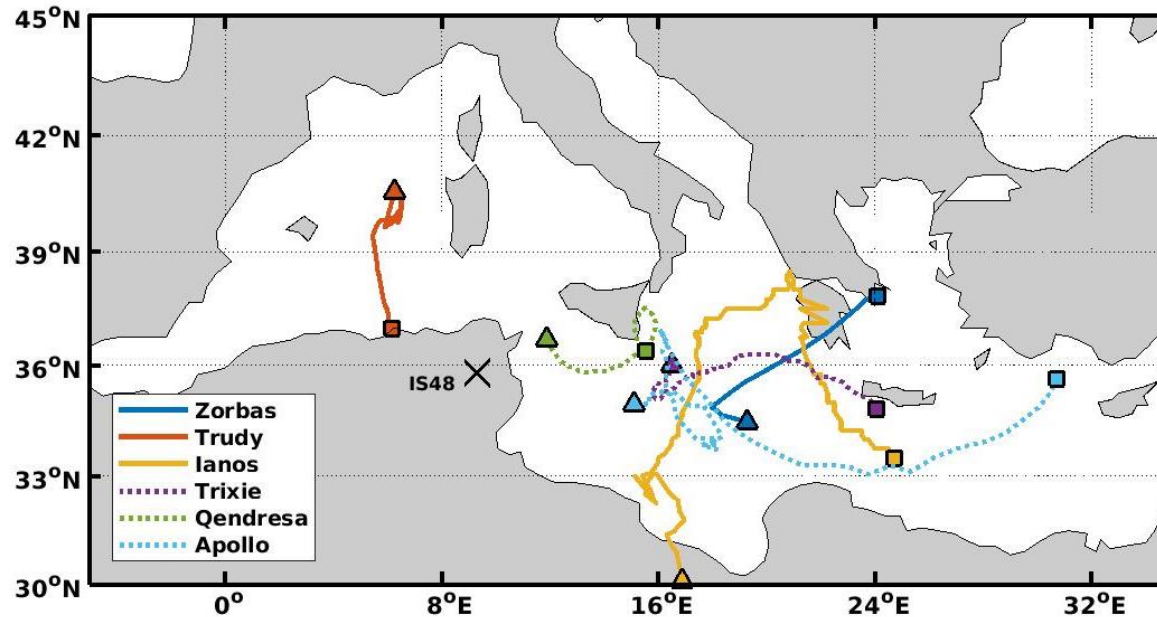 45°N
42°N
39°N
36°N
33°N
30°N
IS48
Zorbas
Trudy
Ianos
Trixie
Qendresa
Apollo
0°
8°E
16°E
24°E
32°E